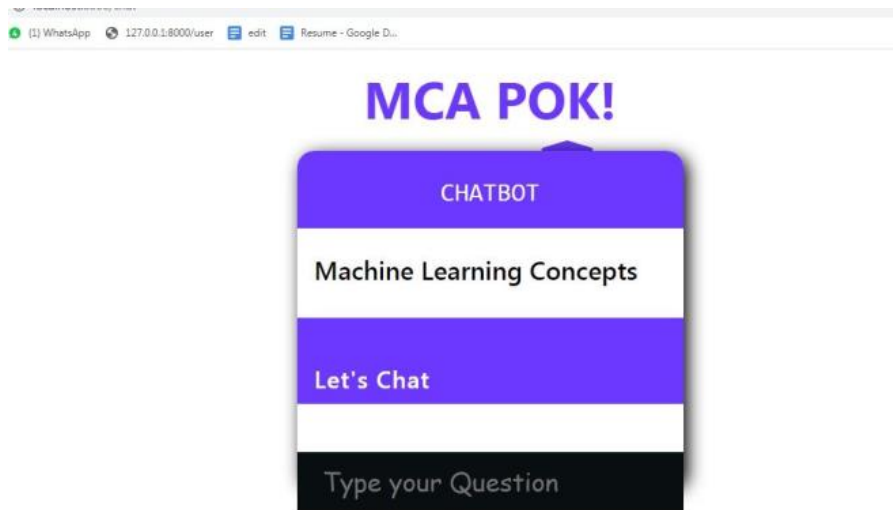 (1) WhatsApp 127.0.0.1:8000/user edit Resume - Google D...
MCA POK!
CHATBOT
Machine Learning Concepts
Let's Chat
Type your Question